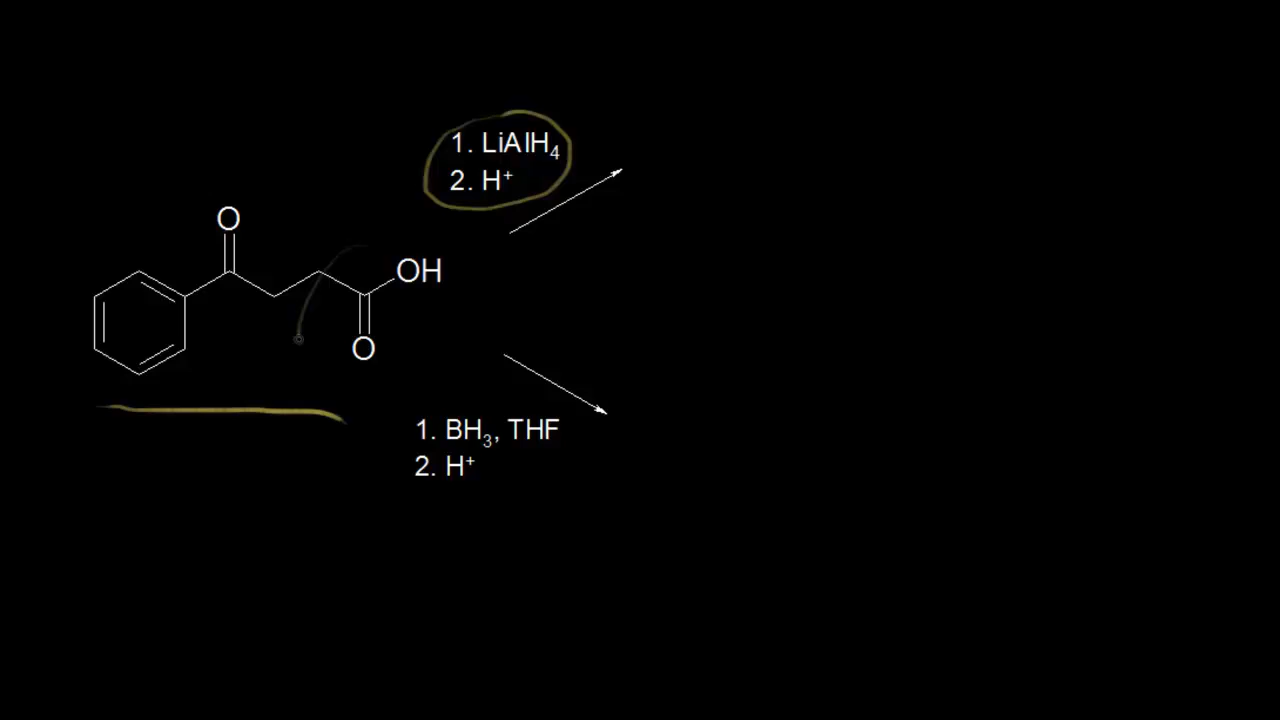 1. LiAlH₄
2. H⁺
O
OH
O
1. BH₃, THF
2. H⁺